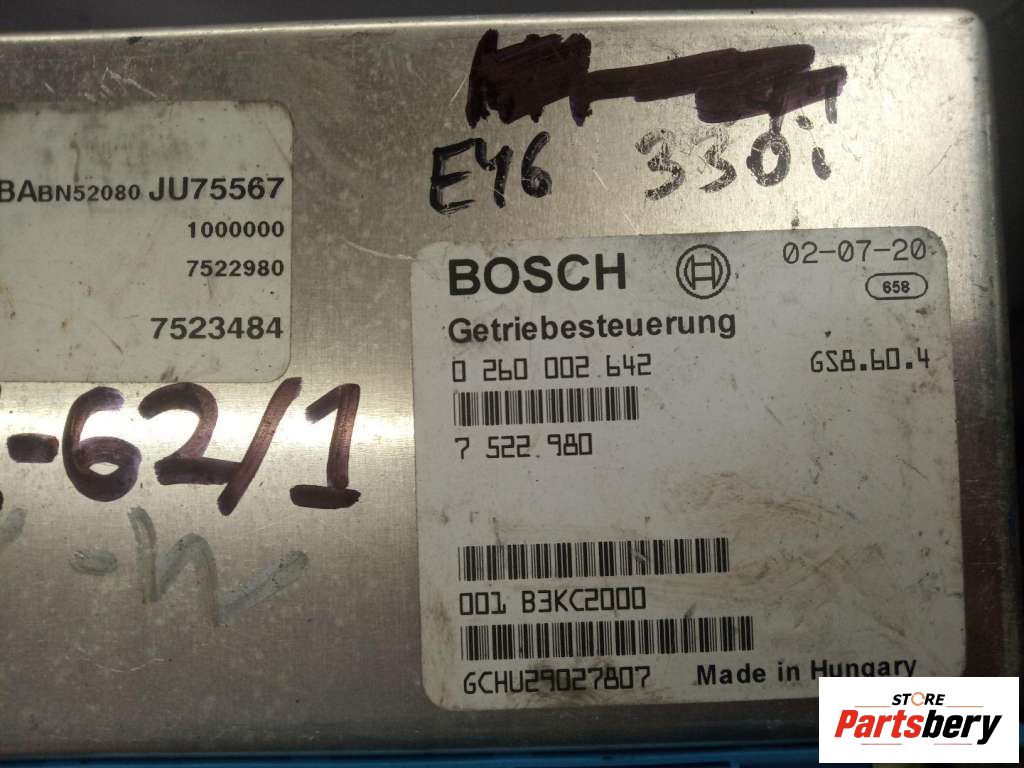 E46 330i
BABN52080 JU75567
1000000
7522980
7523484
BOSCH
02-07-20
658
Getriebesteuerung
0 260 002 642
GS8.60.4
7 522 980
-62/1
001 B3KC2000
GCHU29027807
Made in Hungary
STORE
Partsbery